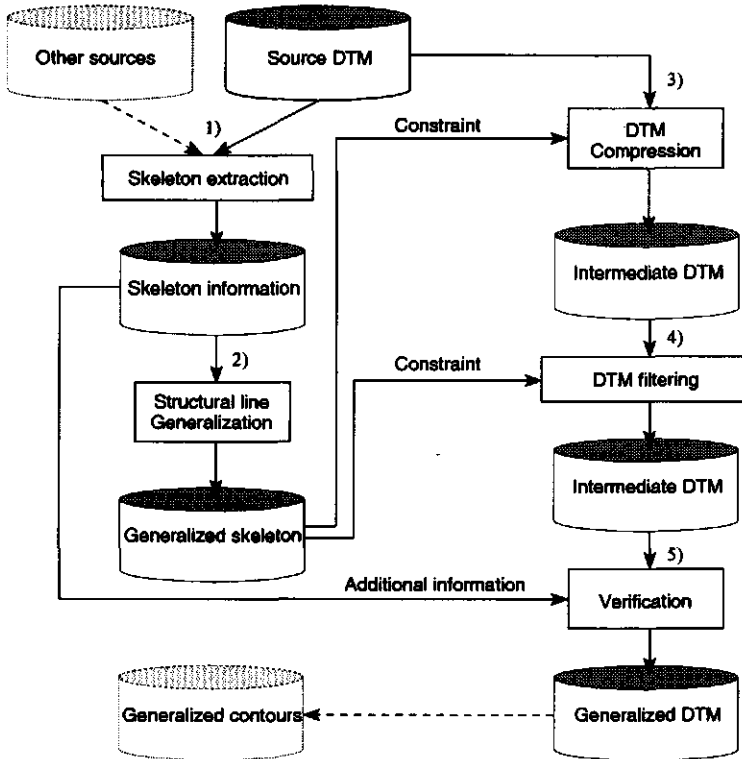 Other sources
Source DTM
3)
1)
Constraint
DTM
Compression
Skeleton extraction
Skeleton information
Intermediate DTM
2)
4)
Constraint
DTM filtering
Structural line
Generalization
Intermediate DTM
Generalized skeleton
5)
Additional information
Verification
Generalized contours
Generalized DTM